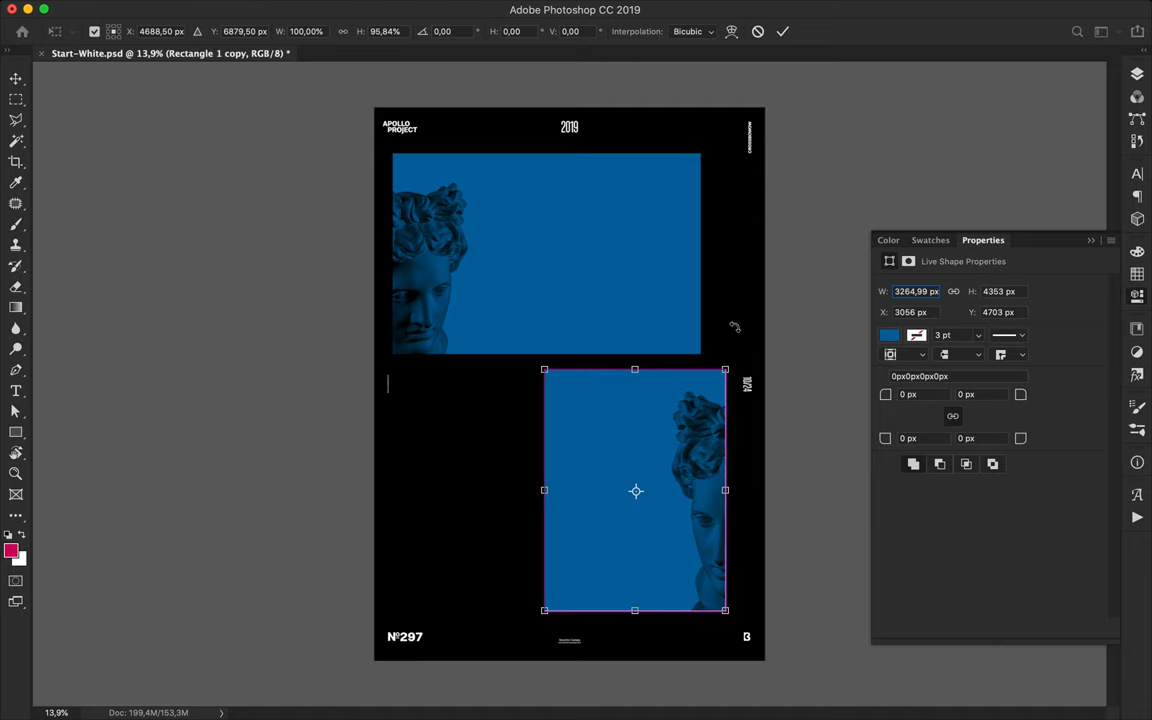 Adobe Photoshop CC 2019
X: 4688,50 px Y: 6879,50 px W: 100,00% H: 95,84% 0,00 H: 0,00 V: 0,00 Interpolation: Bicubic
Start-White.psd @ 13,9% (Rectangle 1 copy, RGB/8) *
APOLLO
PROJECT
2019
10/24
Nº297
B
Color Swatches Properties
Live Shape Properties
W: 3264,99 px H: 4353 px
X: 3056 px Y: 4703 px
3 pt
0px0px0px0px
0 px 0 px
0 px 0 px
13,9% Doc: 199,4M/153,3M